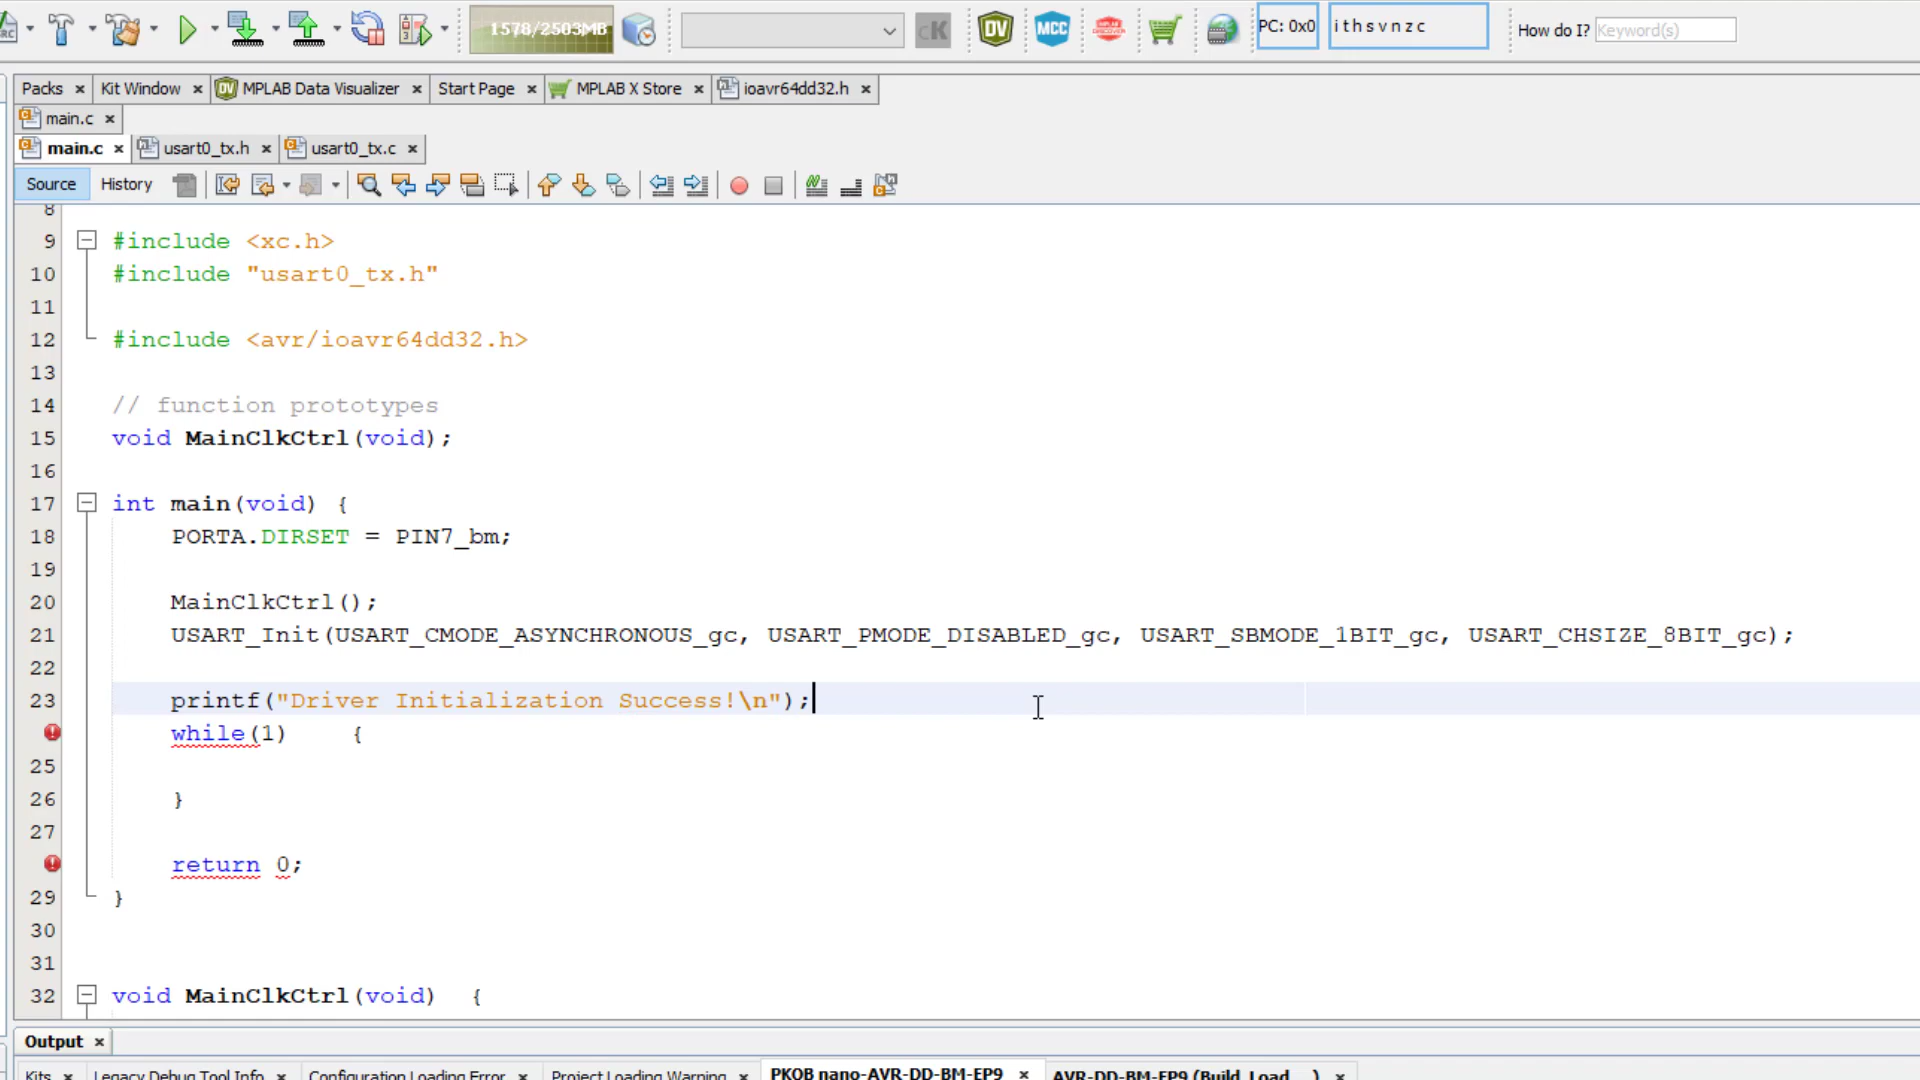 1578/2503MB
cK
DV
MCC
PC: 0x0
ithsvnzc
How do I? Keyword(s)
Packs
Kit Window
DV MPLAB Data Visualizer
Start Page
MPLAB X Store
ioavr64dd32.h
main.c
main.c
usart0_tx.h
usart0_tx.c
Source
History
8
9 #include <xc.h>
10 #include "usart0_tx.h"
11
12 #include <avr/ioavr64dd32.h>
13
14 // function prototypes
15 void MainClkCtrl(void);
16
17 int main(void) {
18 PORTA.DIRSET = PIN7_bm;
19
20 MainClkCtrl();
21 USART_Init(USART_CMODE_ASYNCHRONOUS_gc, USART_PMODE_DISABLED_gc, USART_SBMODE_1BIT_gc, USART_CHSIZE_8BIT_gc);
22
23 printf("Driver Initialization Success!\n");
while(1) {
25
26 }
27
return 0;
29 }
30
31
32 void MainClkCtrl(void) {
Output
Kits
Legacy Debug Tool Info
Configuration Loading Error
Project Loading Warning
PKOB nano-AVR-DD-BM-EP9
AVR-DD-BM-EP9 (Build, Load, ...)